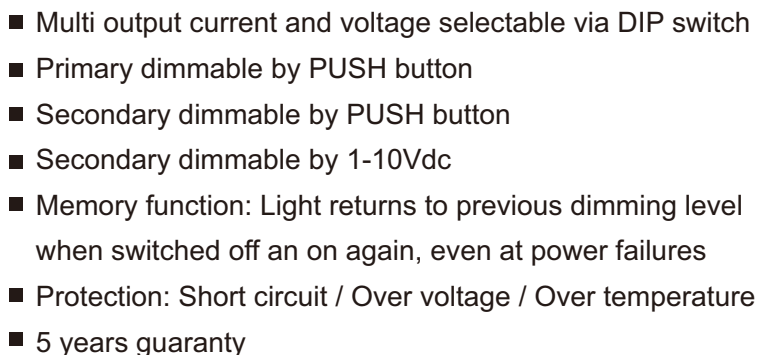 ■ Multi output current and voltage selectable via DIP switch
■ Primary dimmable by PUSH button
■ Secondary dimmable by PUSH button
■ Secondary dimmable by 1-10Vdc
■ Memory function: Light returns to previous dimming level
when switched off an on again, even at power failures
■ Protection: Short circuit / Over voltage / Over temperature
■ 5 years guaranty